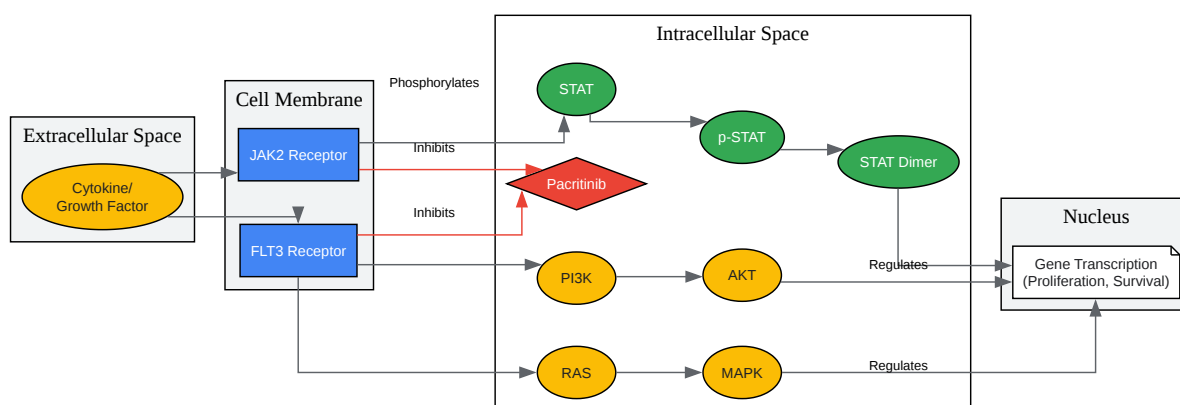 Extracellular Space
Cytokine/
Growth Factor
Cell Membrane
JAK2 Receptor
FLT3 Receptor
Phosphorylates
Inhibits
Inhibits
Intracellular Space
STAT
p-STAT
STAT Dimer
Pacritinib
PI3K
AKT
Regulates
RAS
MAPK
Regulates
Nucleus
Gene Transcription
(Proliferation, Survival)